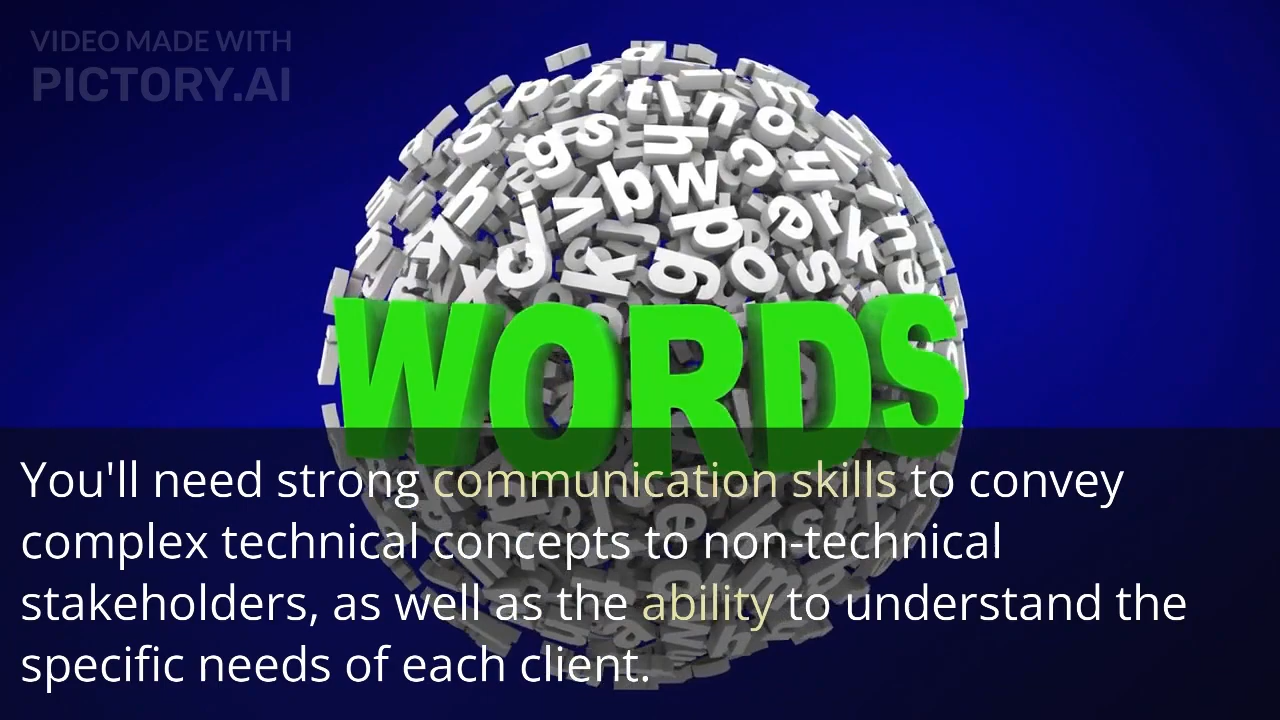 VIDEO MADE WITH
PICTORY.AI
WORDS
You'll need strong communication skills to convey
complex technical concepts to non-technical
stakeholders, as well as the ability to understand the
specific needs of each client.